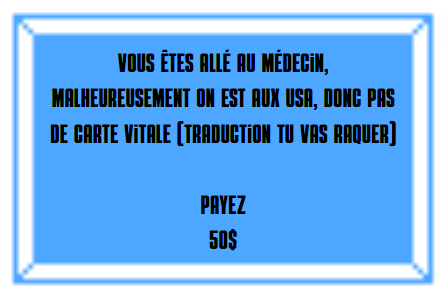 VOUS ÊTES ALLÉ AU MÉDECIN,
MALHEUREUSEMENT ON EST AUX USA, DONC PAS
DE CARTE VITALE (TRADUCTION TU VAS RAQUER)
PAYEZ
50$